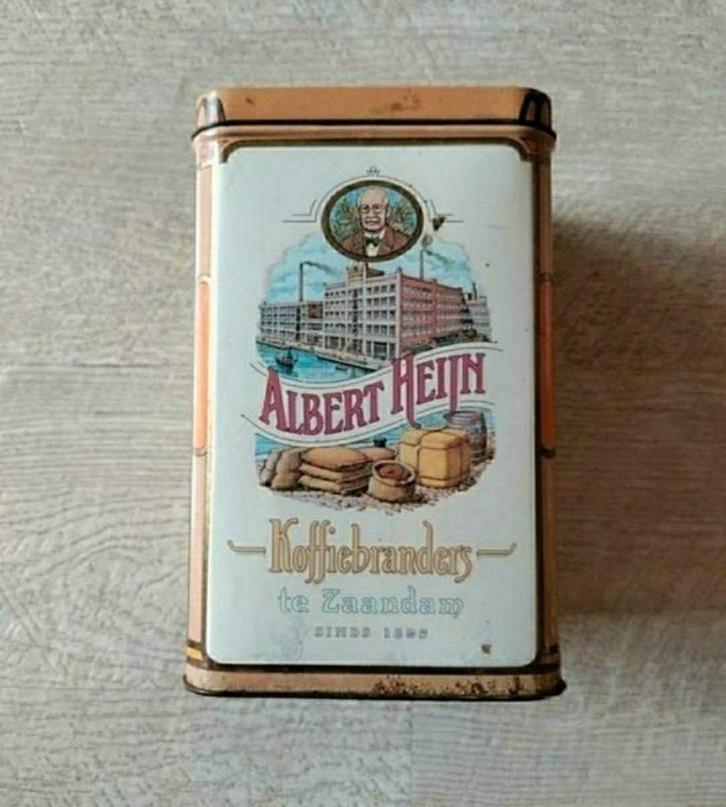 ALBERT HEIJN
Koffiebranders
te Zaandam
SINDS 1895